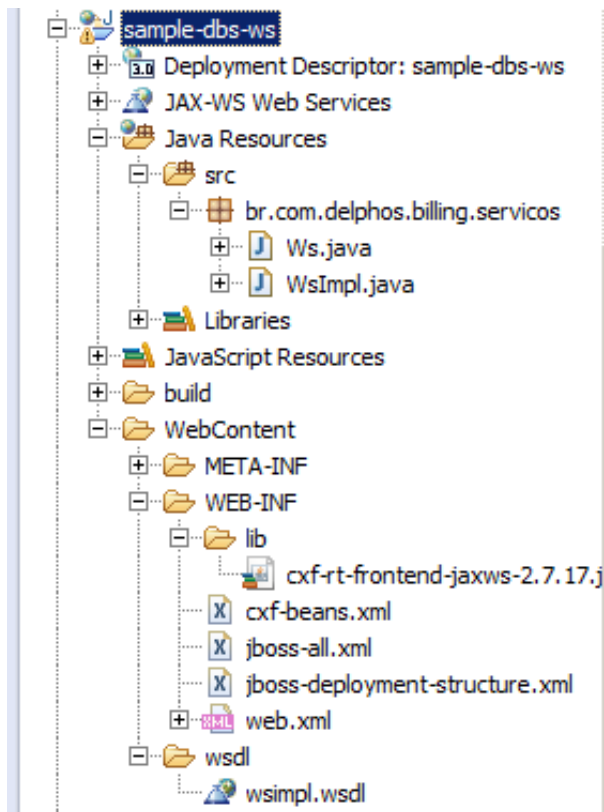 sample-dbs-ws
3.0 Deployment Descriptor: sample-dbs-ws
JAX-WS Web Services
Java Resources
src
br.com.delphos.billing.servicos
J Ws.java
J WsImpl.java
Libraries
JavaScript Resources
build
WebContent
META-INF
WEB-INF
lib
cxf-rt-frontend-jaxws-2.7.17.j
X cxf-beans.xml
X jboss-all.xml
X jboss-deployment-structure.xml
XML web.xml
wsdl
wsimpl.wsdl